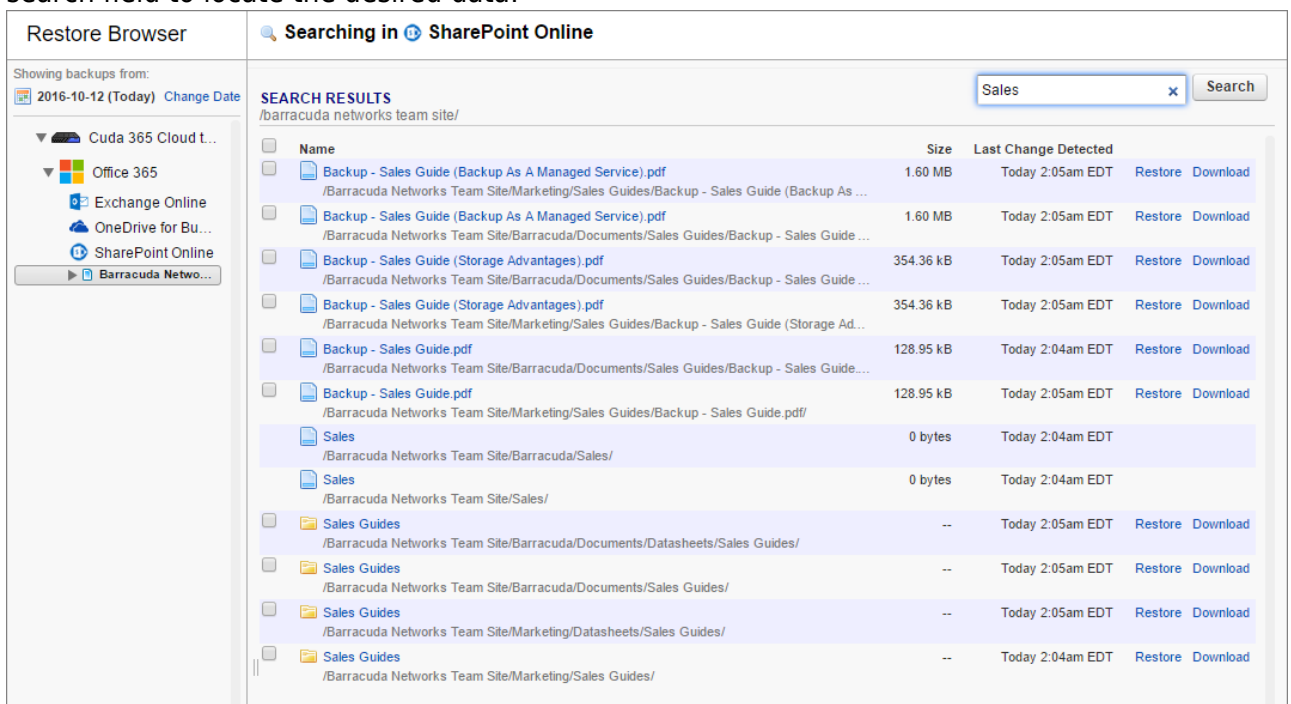 search field to locate the desired data.
Restore Browser
Searching in SharePoint Online
Showing backups from:
2016-10-12 (Today) Change Date
Cuda 365 Cloud t...
Office 365
Exchange Online
OneDrive for Bu...
SharePoint Online
Barracuda Netwo...
Sales × Search
SEARCH RESULTS
/barracuda networks team site/
Name Size Last Change Detected
Backup - Sales Guide (Backup As A Managed Service).pdf 1.60 MB Today 2:05am EDT Restore Download
/Barracuda Networks Team Site/Marketing/Sales Guides/Backup - Sales Guide (Backup As ...
Backup - Sales Guide (Backup As A Managed Service).pdf 1.60 MB Today 2:05am EDT Restore Download
/Barracuda Networks Team Site/Barracuda/Documents/Sales Guides/Backup - Sales Guide ...
Backup - Sales Guide (Storage Advantages).pdf 354.36 kB Today 2:05am EDT Restore Download
/Barracuda Networks Team Site/Barracuda/Documents/Sales Guides/Backup - Sales Guide ...
Backup - Sales Guide (Storage Advantages).pdf 354.36 kB Today 2:05am EDT Restore Download
/Barracuda Networks Team Site/Marketing/Sales Guides/Backup - Sales Guide (Storage Ad...
Backup - Sales Guide.pdf 128.95 kB Today 2:04am EDT Restore Download
/Barracuda Networks Team Site/Barracuda/Documents/Sales Guides/Backup - Sales Guide....
Backup - Sales Guide.pdf 128.95 kB Today 2:04am EDT Restore Download
/Barracuda Networks Team Site/Marketing/Sales Guides/Backup - Sales Guide.pdf/
Sales 0 bytes Today 2:04am EDT
/Barracuda Networks Team Site/Barracuda/Sales/
Sales 0 bytes Today 2:04am EDT
/Barracuda Networks Team Site/Sales/
Sales Guides -- Today 2:05am EDT Restore Download
/Barracuda Networks Team Site/Barracuda/Documents/Datasheets/Sales Guides/
Sales Guides -- Today 2:05am EDT Restore Download
/Barracuda Networks Team Site/Barracuda/Documents/Sales Guides/
Sales Guides -- Today 2:05am EDT Restore Download
/Barracuda Networks Team Site/Marketing/Datasheets/Sales Guides/
Sales Guides -- Today 2:04am EDT Restore Download
/Barracuda Networks Team Site/Marketing/Sales Guides/